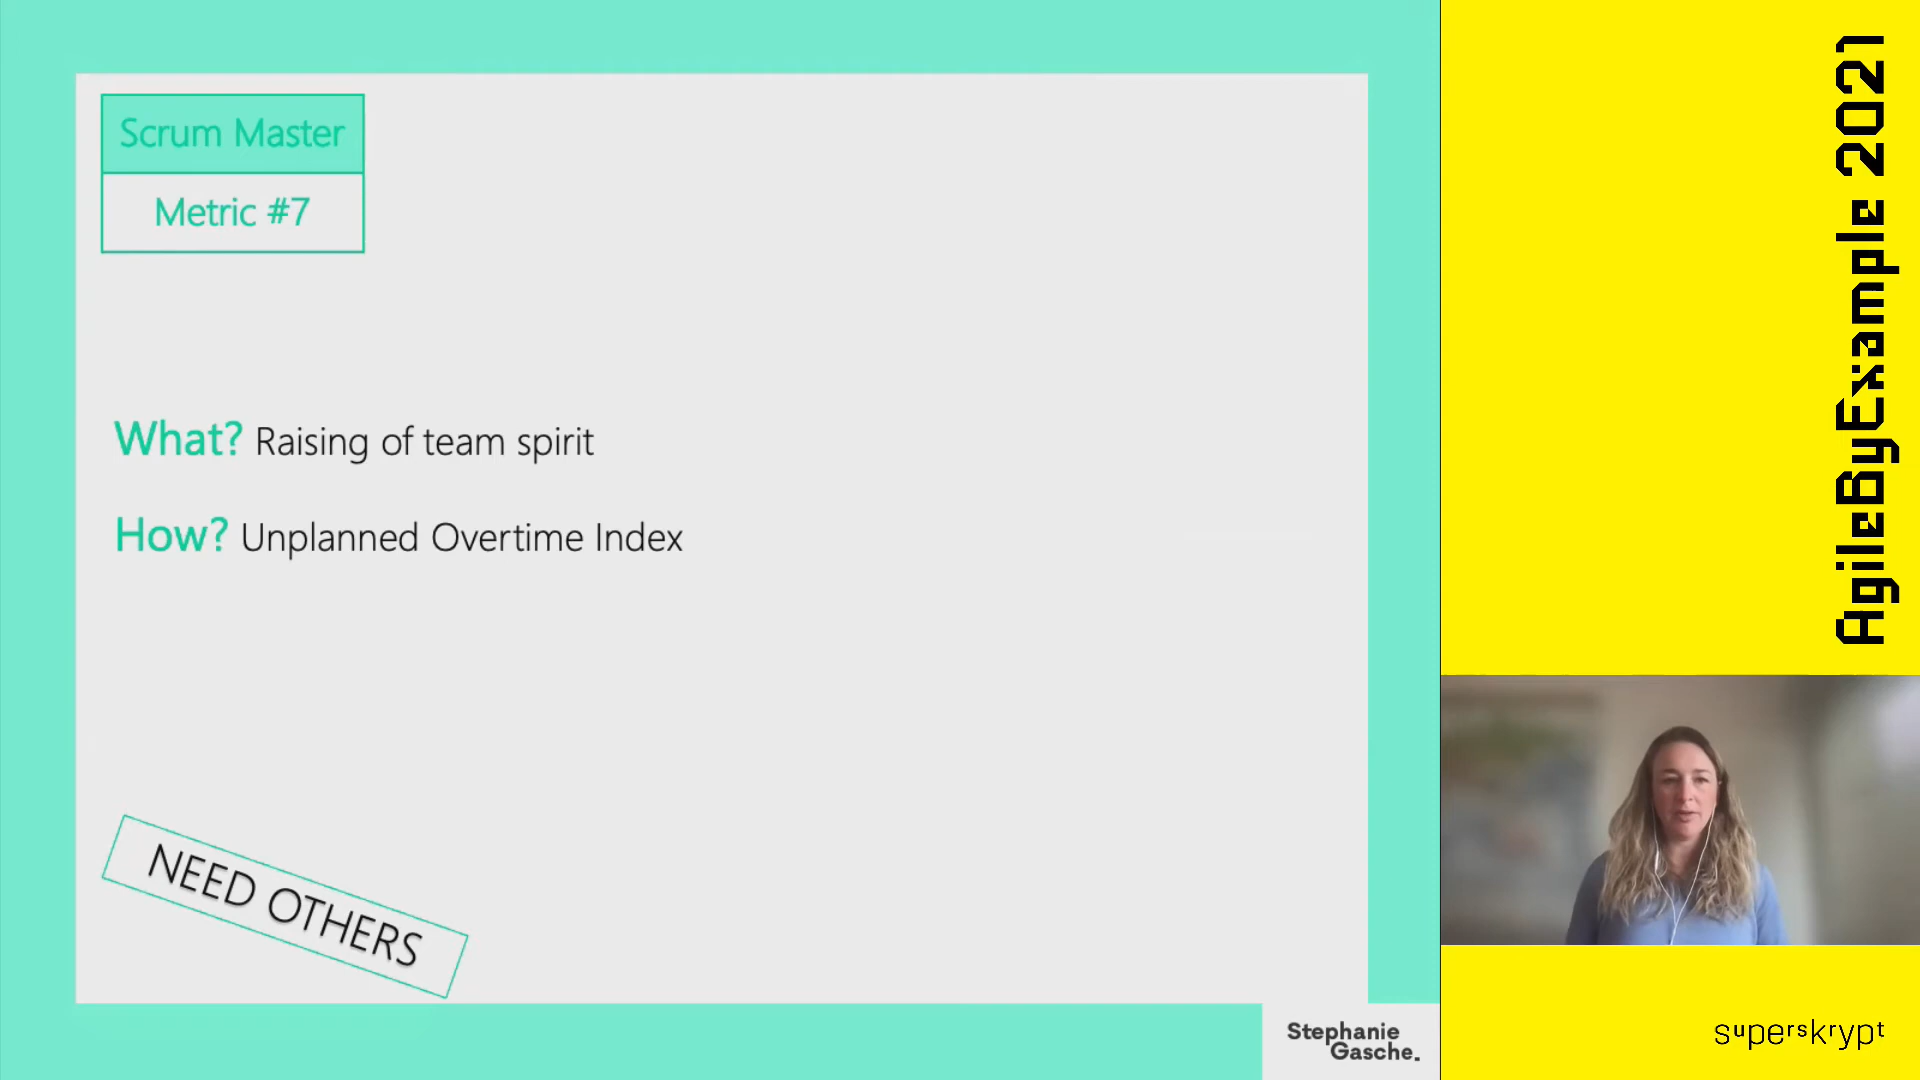 Scrum Master
Metric #7
What? Raising of team spirit
How? Unplanned Overtime Index
NEED OTHERS
Stephanie
Gasche.
AgileByExample 2021
superskrypt